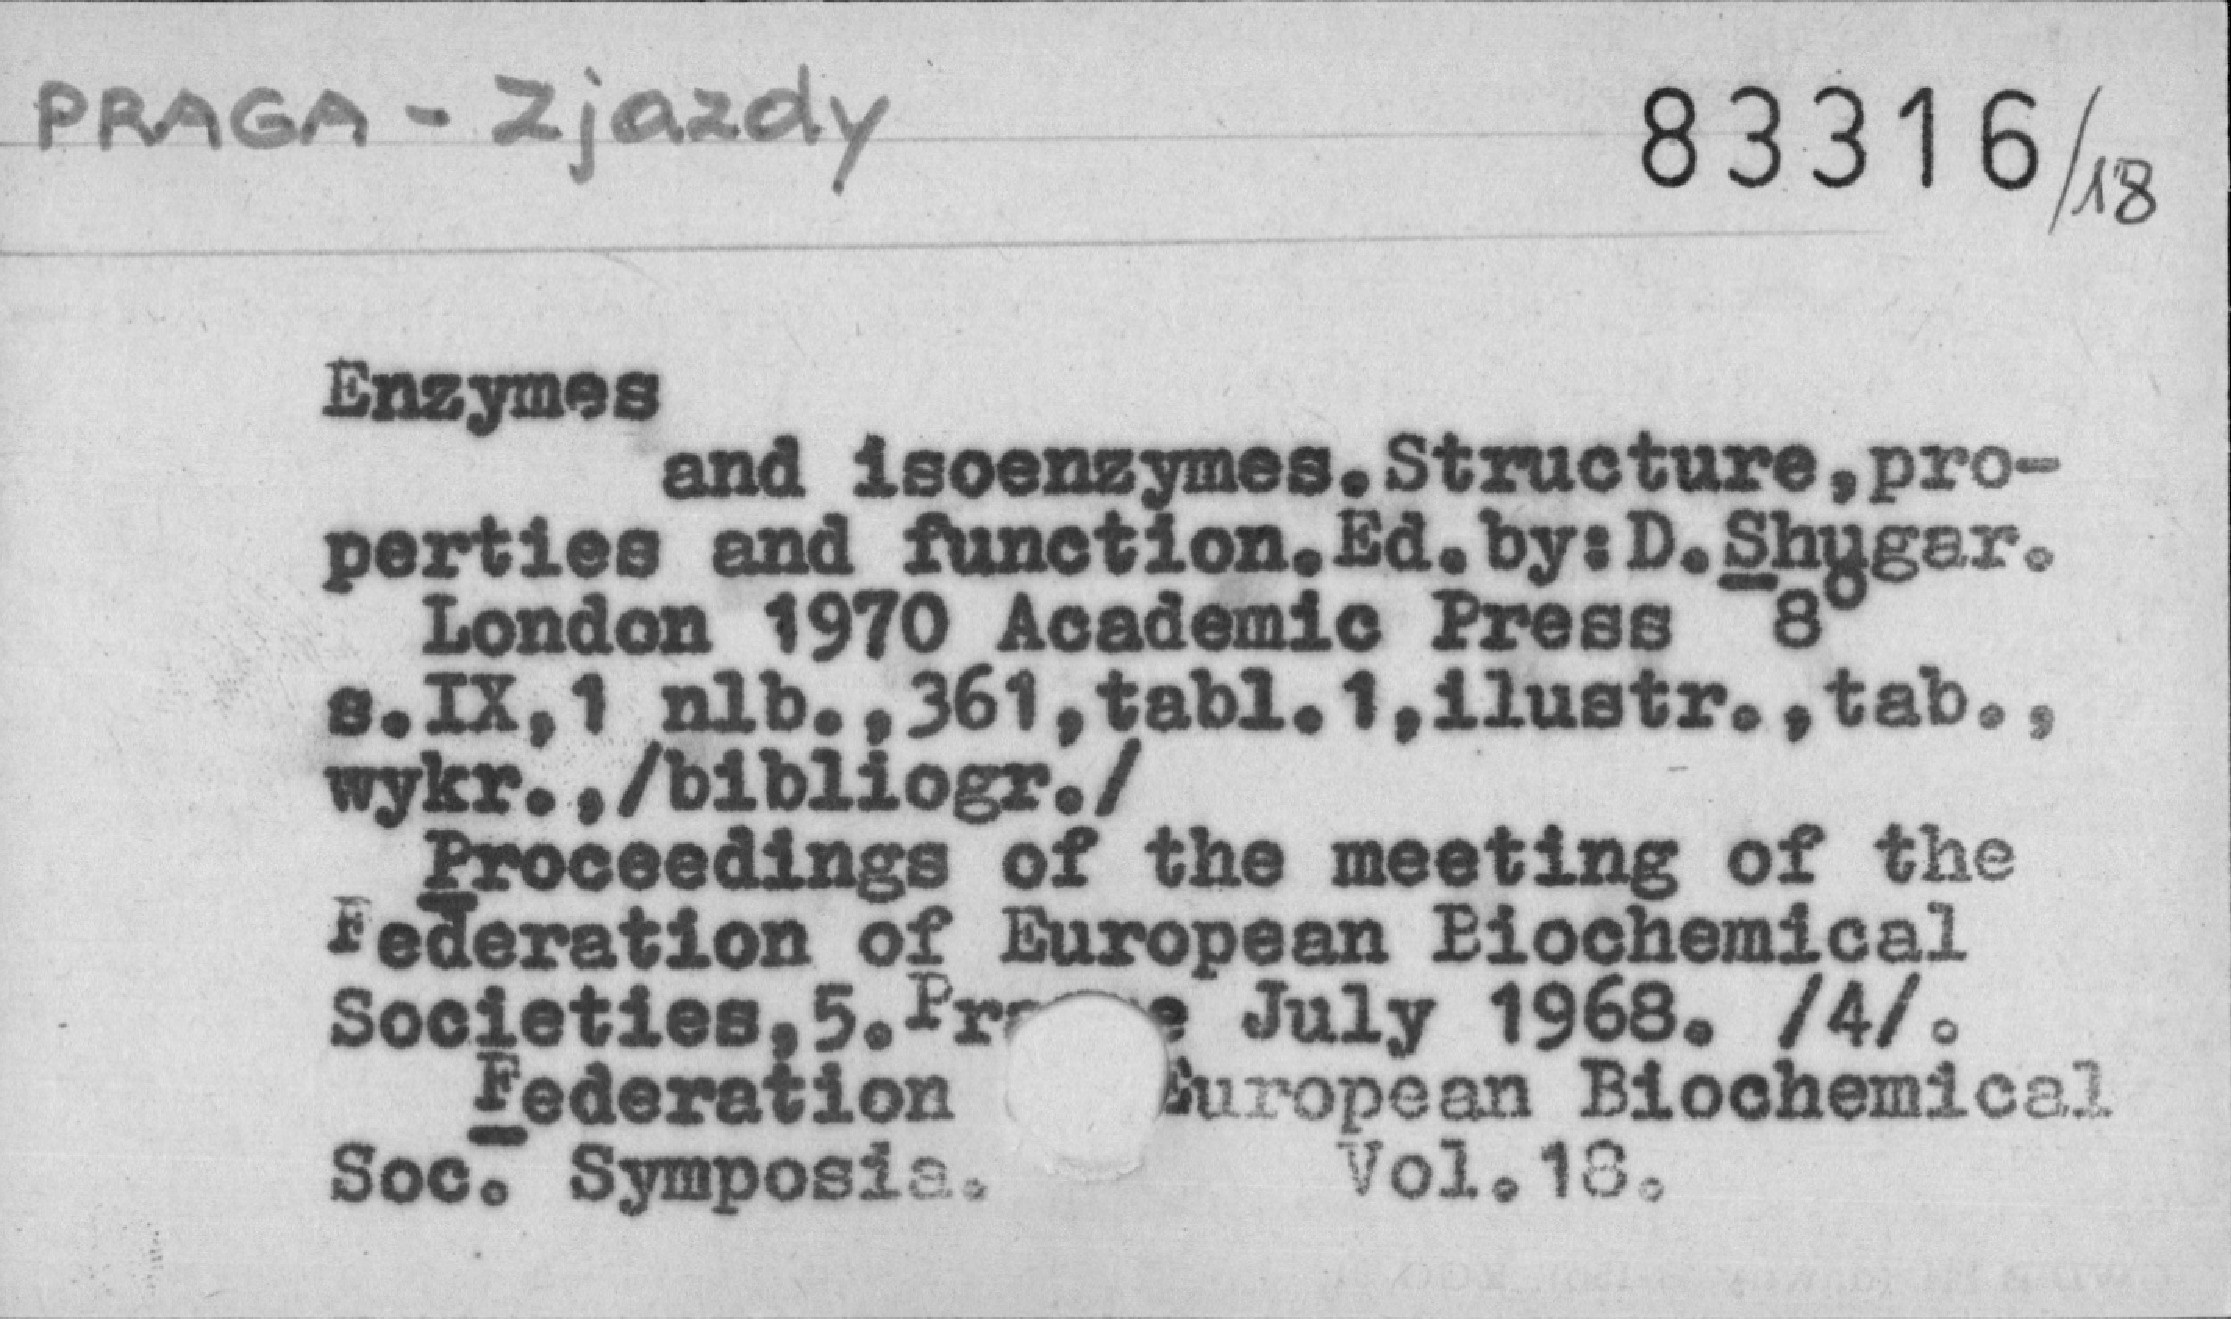 PRAGA - Zjazdy
83316/18
Enzymes
and isoenzymes.Structure,pro-
perties and function.Ed.by:D.Shugar.
London 1970 Academic Press 8°
s.IX,1 nlb.,361,tabl.1,ilustr.,tab.,
wykr.,/bibliogr./
Proceedings of the meeting of the
Federation of European Biochemical
Societies,5. July 1968. /4/.
Federation European Biochemical
Soc. Symposia. Vol.18.